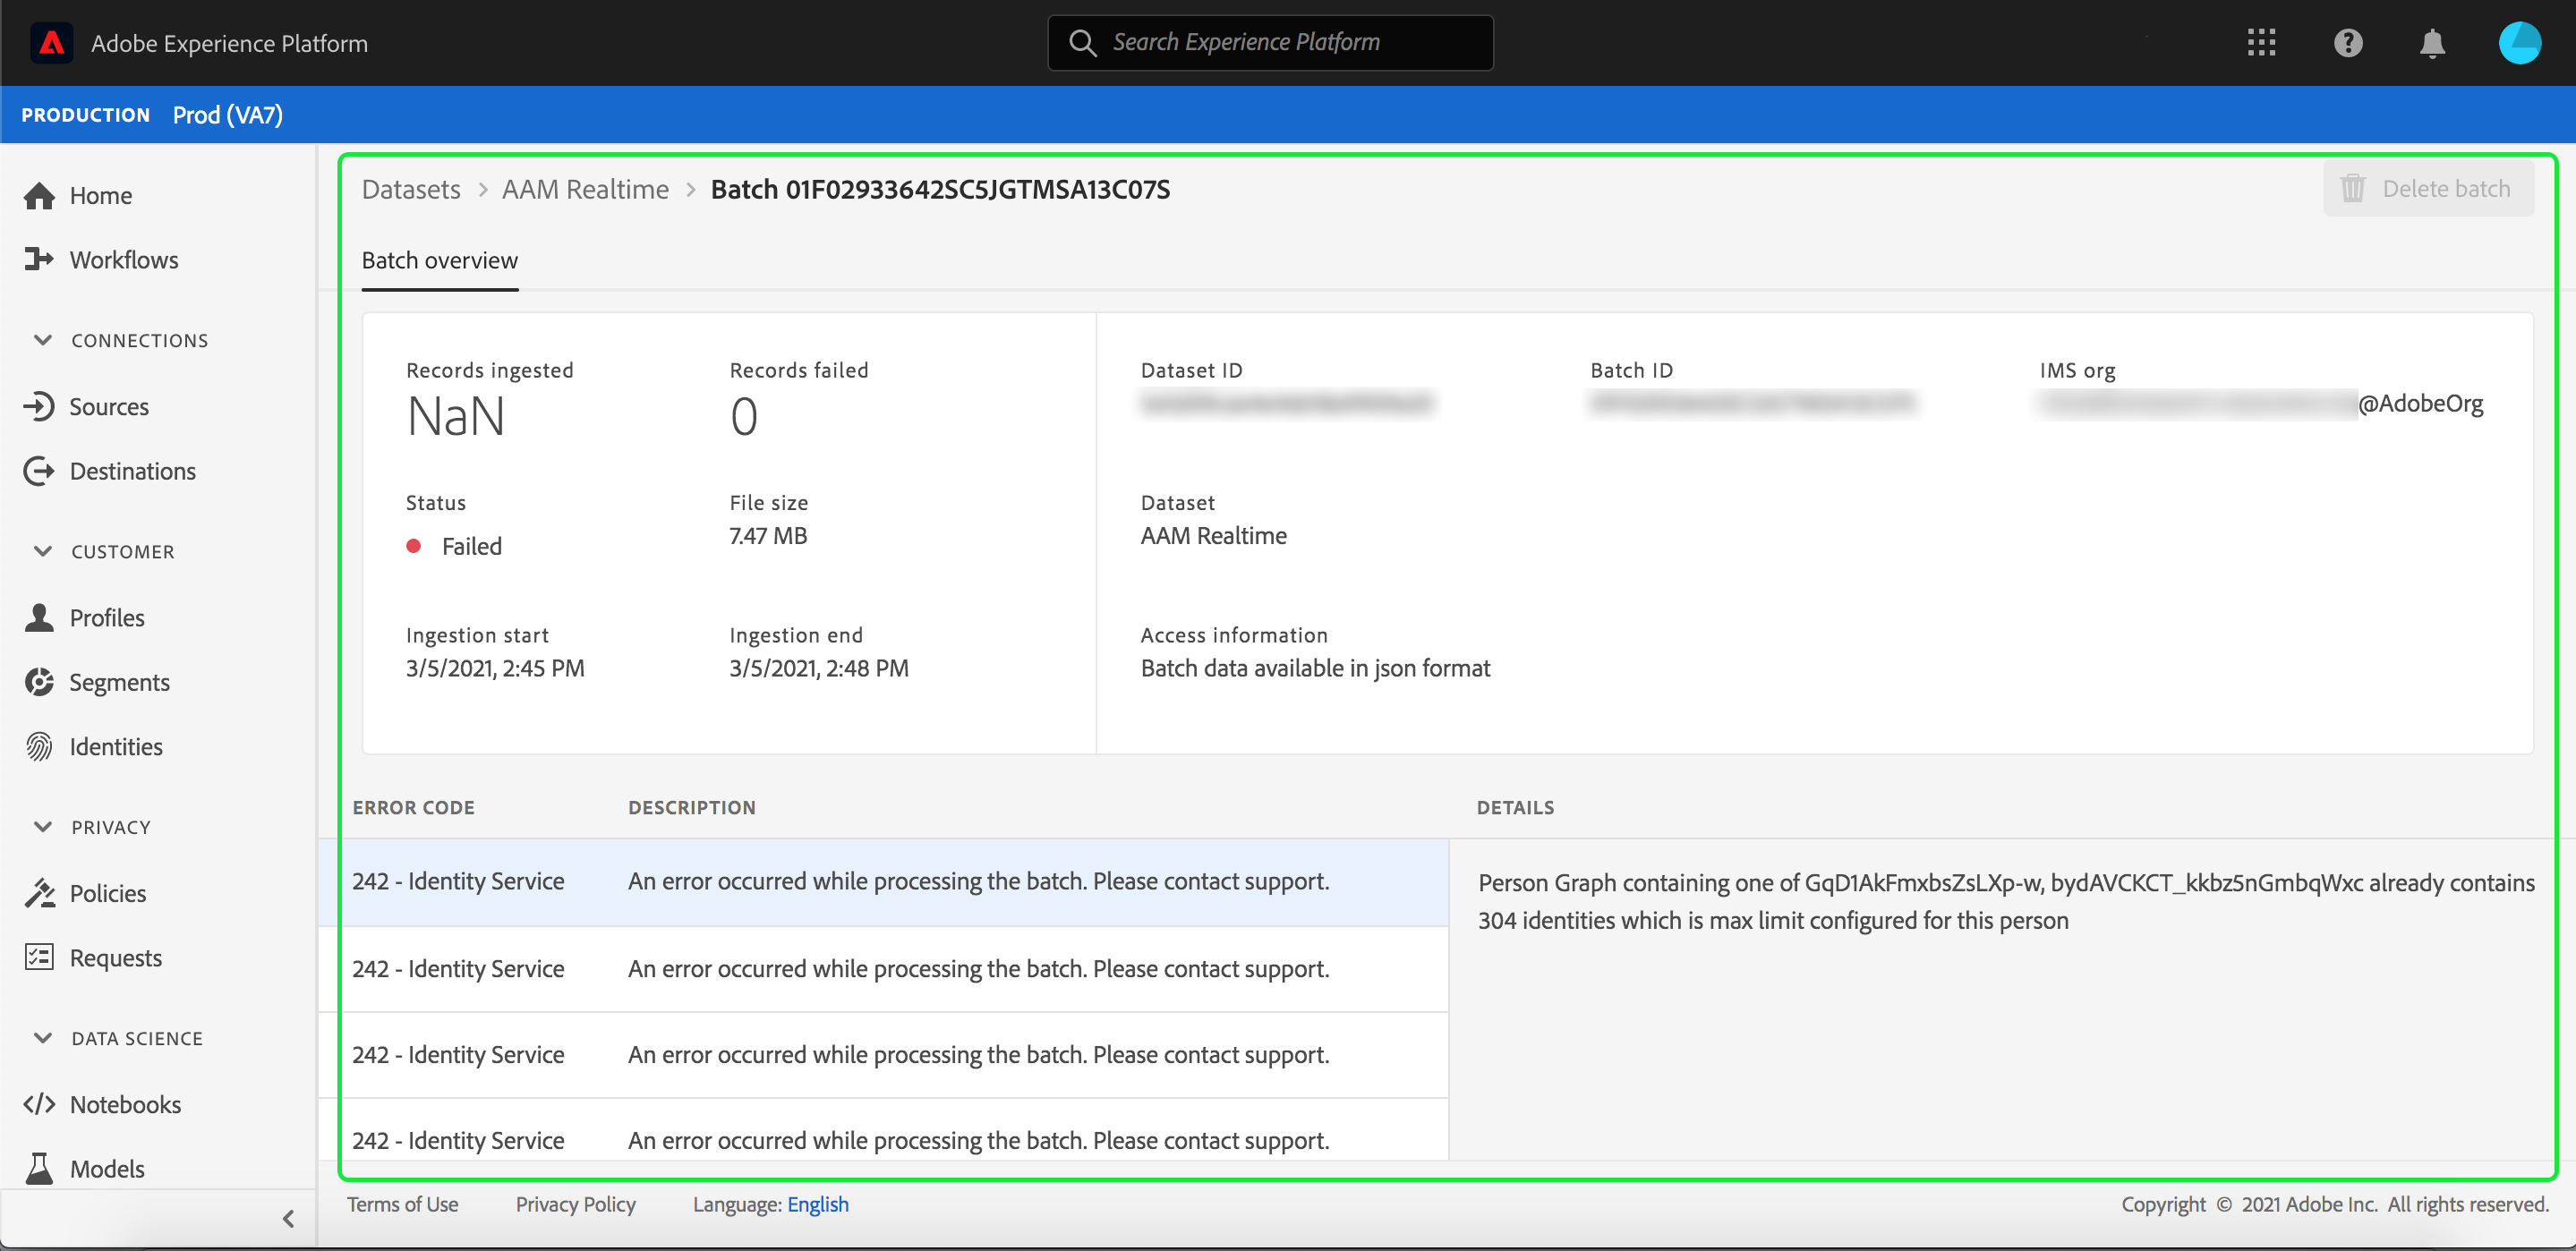 Adobe Experience Platform
Search Experience Platform
PRODUCTION Prod (VA7)
Home
Workflows
CONNECTIONS
Sources
Destinations
CUSTOMER
Profiles
Segments
Identities
PRIVACY
Policies
Requests
DATA SCIENCE
Notebooks
Models
Datasets > AAM Realtime > Batch 01F02933642SC5JGTMSA13C07S
Delete batch
Batch overview
Records ingested
NaN
Records failed
0
Status
Failed
File size
7.47 MB
Ingestion start
3/5/2021, 2:45 PM
Ingestion end
3/5/2021, 2:48 PM
Dataset ID
Batch ID
IMS org
@AdobeOrg
Dataset
AAM Realtime
Access information
Batch data available in json format
ERROR CODE DESCRIPTION DETAILS
242 - Identity Service An error occurred while processing the batch. Please contact support.
242 - Identity Service An error occurred while processing the batch. Please contact support.
242 - Identity Service An error occurred while processing the batch. Please contact support.
242 - Identity Service An error occurred while processing the batch. Please contact support.
Person Graph containing one of GqD1AkFmxbsZsLXp-w, bydAVCKCT_kkbz5nGmbqWxc already contains
304 identities which is max limit configured for this person
Terms of Use Privacy Policy Language: English
Copyright © 2021 Adobe Inc. All rights reserved.